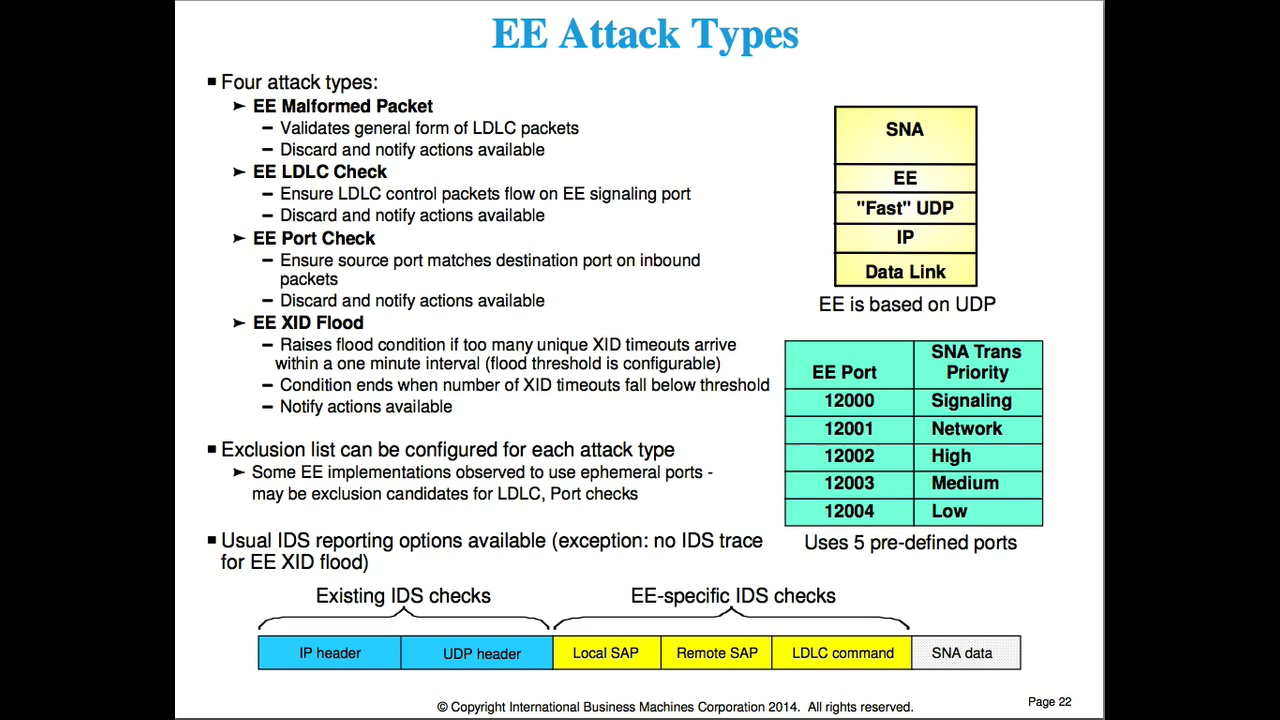 EE Attack Types
▪ Four attack types:
➤ EE Malformed Packet
– Validates general form of LDLC packets
– Discard and notify actions available
➤ EE LDLC Check
– Ensure LDLC control packets flow on EE signaling port
– Discard and notify actions available
➤ EE Port Check
– Ensure source port matches destination port on inbound
packets
– Discard and notify actions available
➤ EE XID Flood
– Raises flood condition if too many unique XID timeouts arrive
within a one minute interval (flood threshold is configurable)
– Condition ends when number of XID timeouts fall below threshold
– Notify actions available
▪ Exclusion list can be configured for each attack type
➤ Some EE implementations observed to use ephemeral ports -
may be exclusion candidates for LDLC, Port checks
▪ Usual IDS reporting options available (exception: no IDS trace
for EE XID flood)
SNA
EE
"Fast" UDP
IP
Data Link
EE is based on UDP
EE Port SNA Trans Priority
12000 Signaling
12001 Network
12002 High
12003 Medium
12004 Low
Uses 5 pre-defined ports
Existing IDS checks EE-specific IDS checks
IP header UDP header Local SAP Remote SAP LDLC command SNA data
© Copyright International Business Machines Corporation 2014. All rights reserved.
Page 22